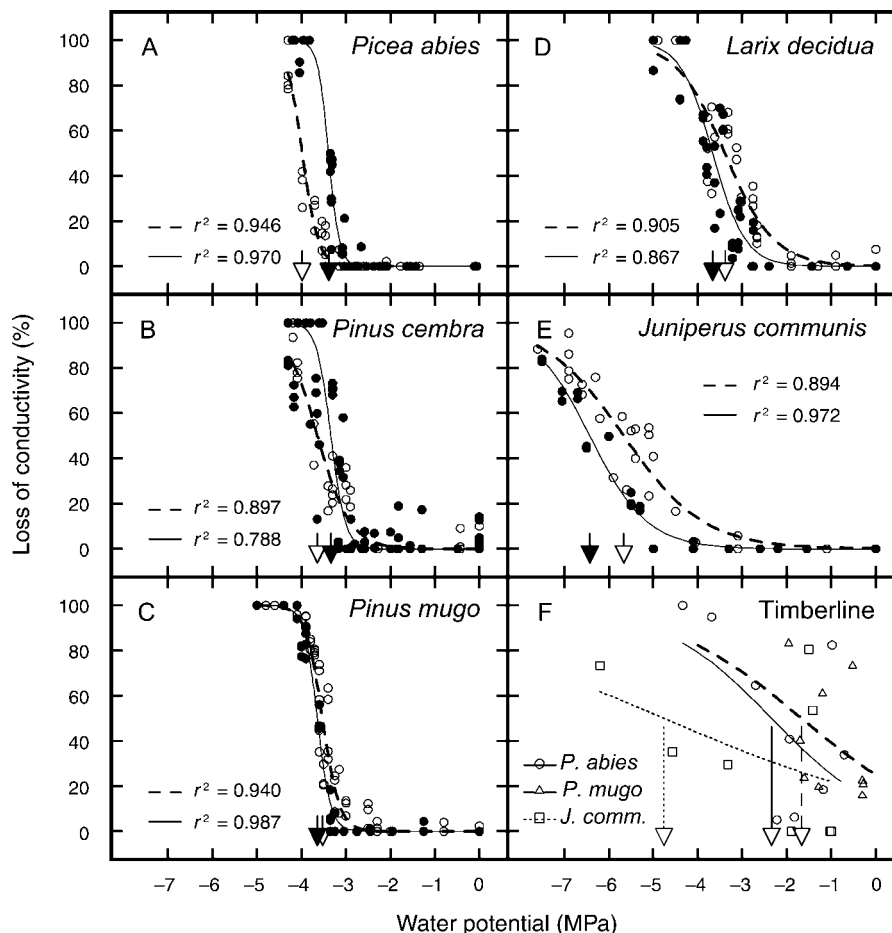 Loss of conductivity (%)
A
Picea abies
100
80
60
40
20
0
r² = 0.946
r² = 0.970
B
Pinus cembra
100
80
60
40
20
0
r² = 0.897
r² = 0.788
C
Pinus mugo
100
80
60
40
20
0
r² = 0.940
r² = 0.987
−7 −6 −5 −4 −3 −2 −1 0
D
Larix decidua
r² = 0.905
r² = 0.867
E
Juniperus communis
r² = 0.894
r² = 0.972
F
Timberline
P. abies
P. mugo
J. comm.
−7 −6 −5 −4 −3 −2 −1 0
Water potential (MPa)